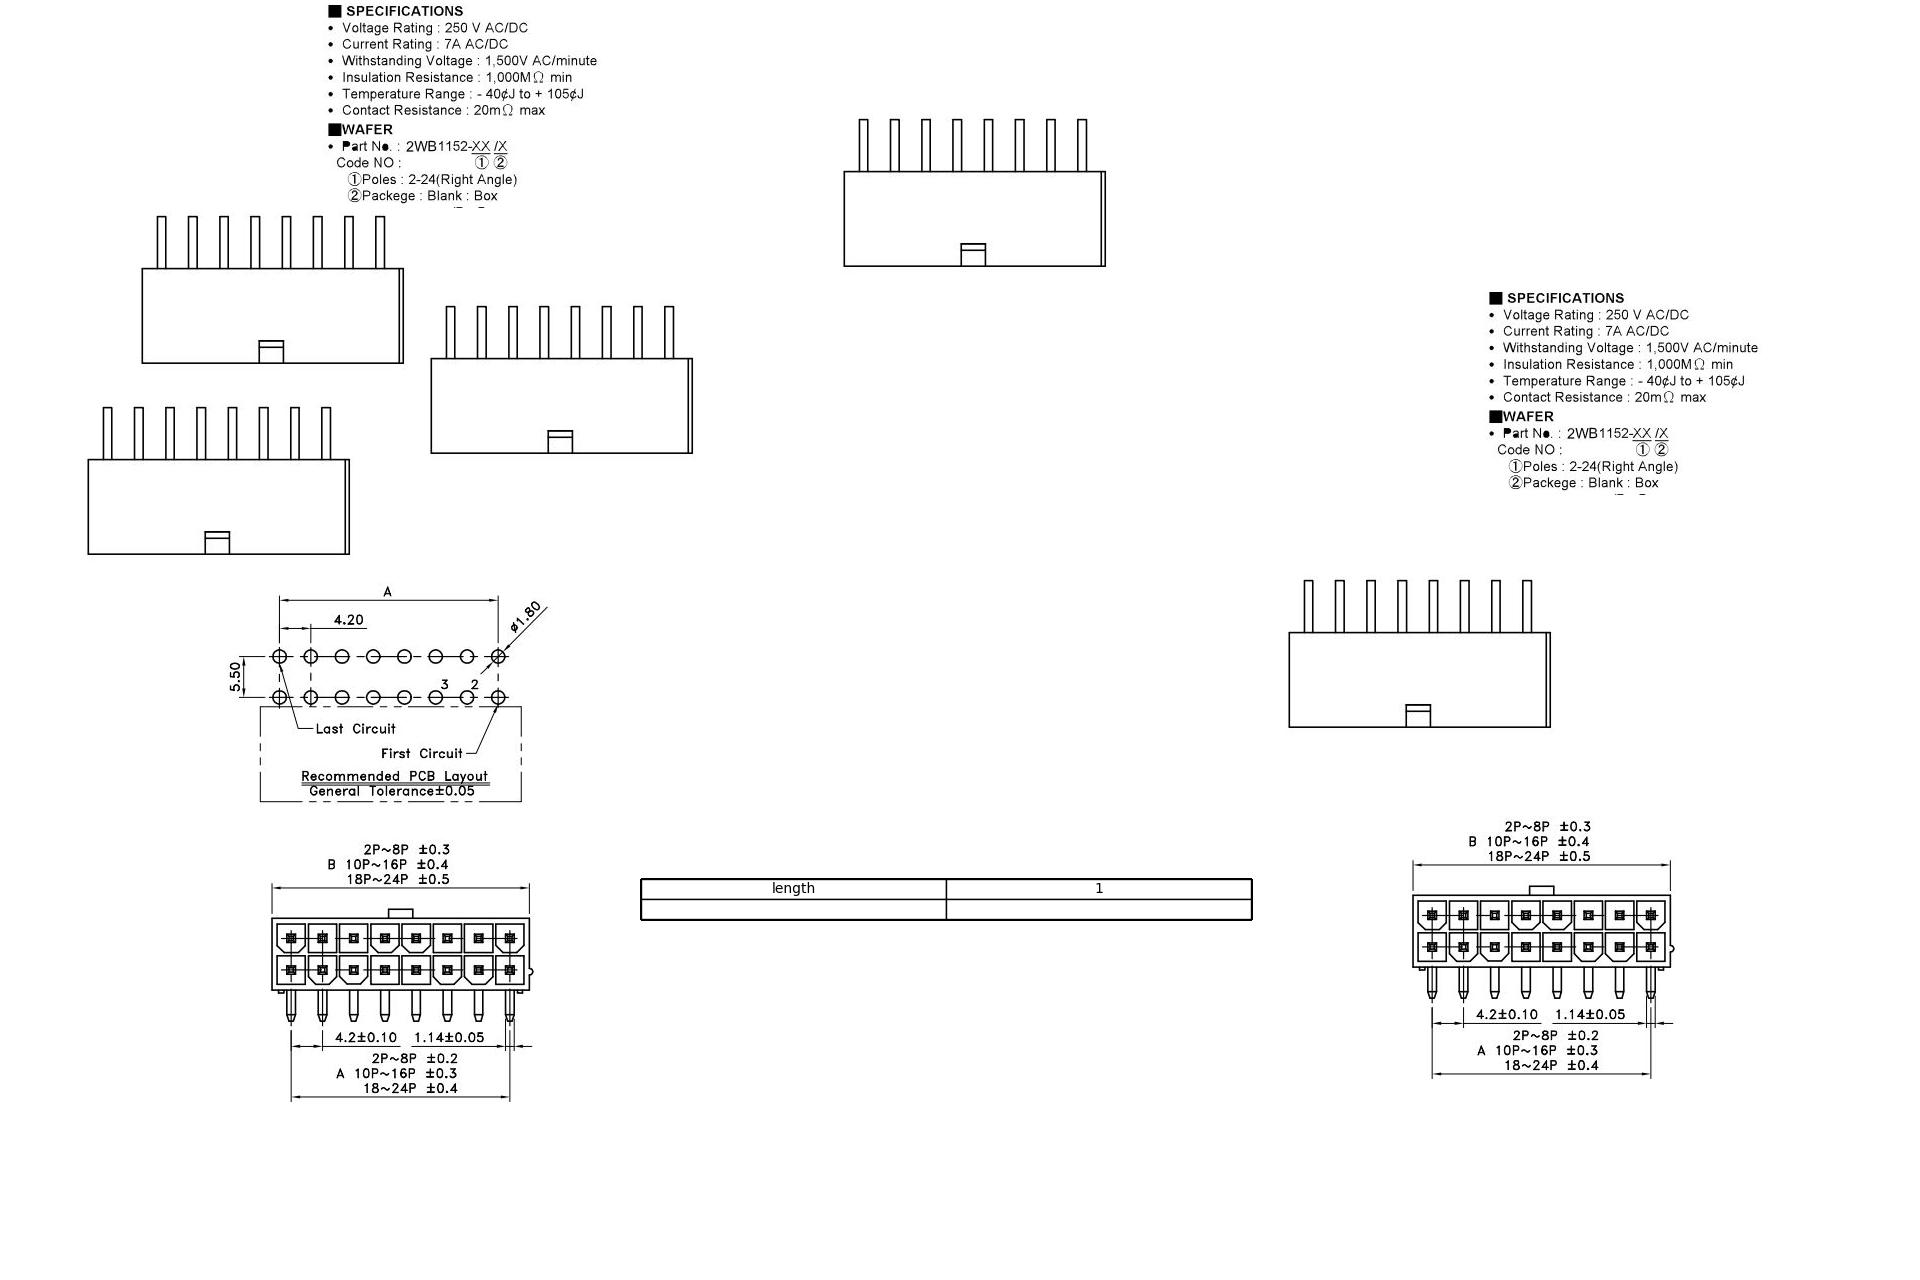 ■ SPECIFICATIONS
• Voltage Rating : 250 V AC/DC
• Current Rating : 7A AC/DC
• Withstanding Voltage : 1,500V AC/minute
• Insulation Resistance : 1,000MΩ min
• Temperature Range : - 40¢J to + 105¢J
• Contact Resistance : 20mΩ max
■WAFER
• Part No. : 2WB1152-XX /X
Code NO : ① ②
①Poles : 2-24(Right Angle)
②Packege : Blank : Box
■ SPECIFICATIONS
• Voltage Rating : 250 V AC/DC
• Current Rating : 7A AC/DC
• Withstanding Voltage : 1,500V AC/minute
• Insulation Resistance : 1,000MΩ min
• Temperature Range : - 40¢J to + 105¢J
• Contact Resistance : 20mΩ max
■WAFER
• Part No. : 2WB1152-XX /X
Code NO : ① ②
①Poles : 2-24(Right Angle)
②Packege : Blank : Box
A
4.20
ø1.80
5.50
3 2
Last Circuit
First Circuit
Recommended PCB Layout
General Tolerance±0.05
2P~8P ±0.3
B 10P~16P ±0.4
18P~24P ±0.5
4.2±0.10 1.14±0.05
2P~8P ±0.2
A 10P~16P ±0.3
18~24P ±0.4
length 1
2P~8P ±0.3
B 10P~16P ±0.4
18P~24P ±0.5
4.2±0.10 1.14±0.05
2P~8P ±0.2
A 10P~16P ±0.3
18~24P ±0.4